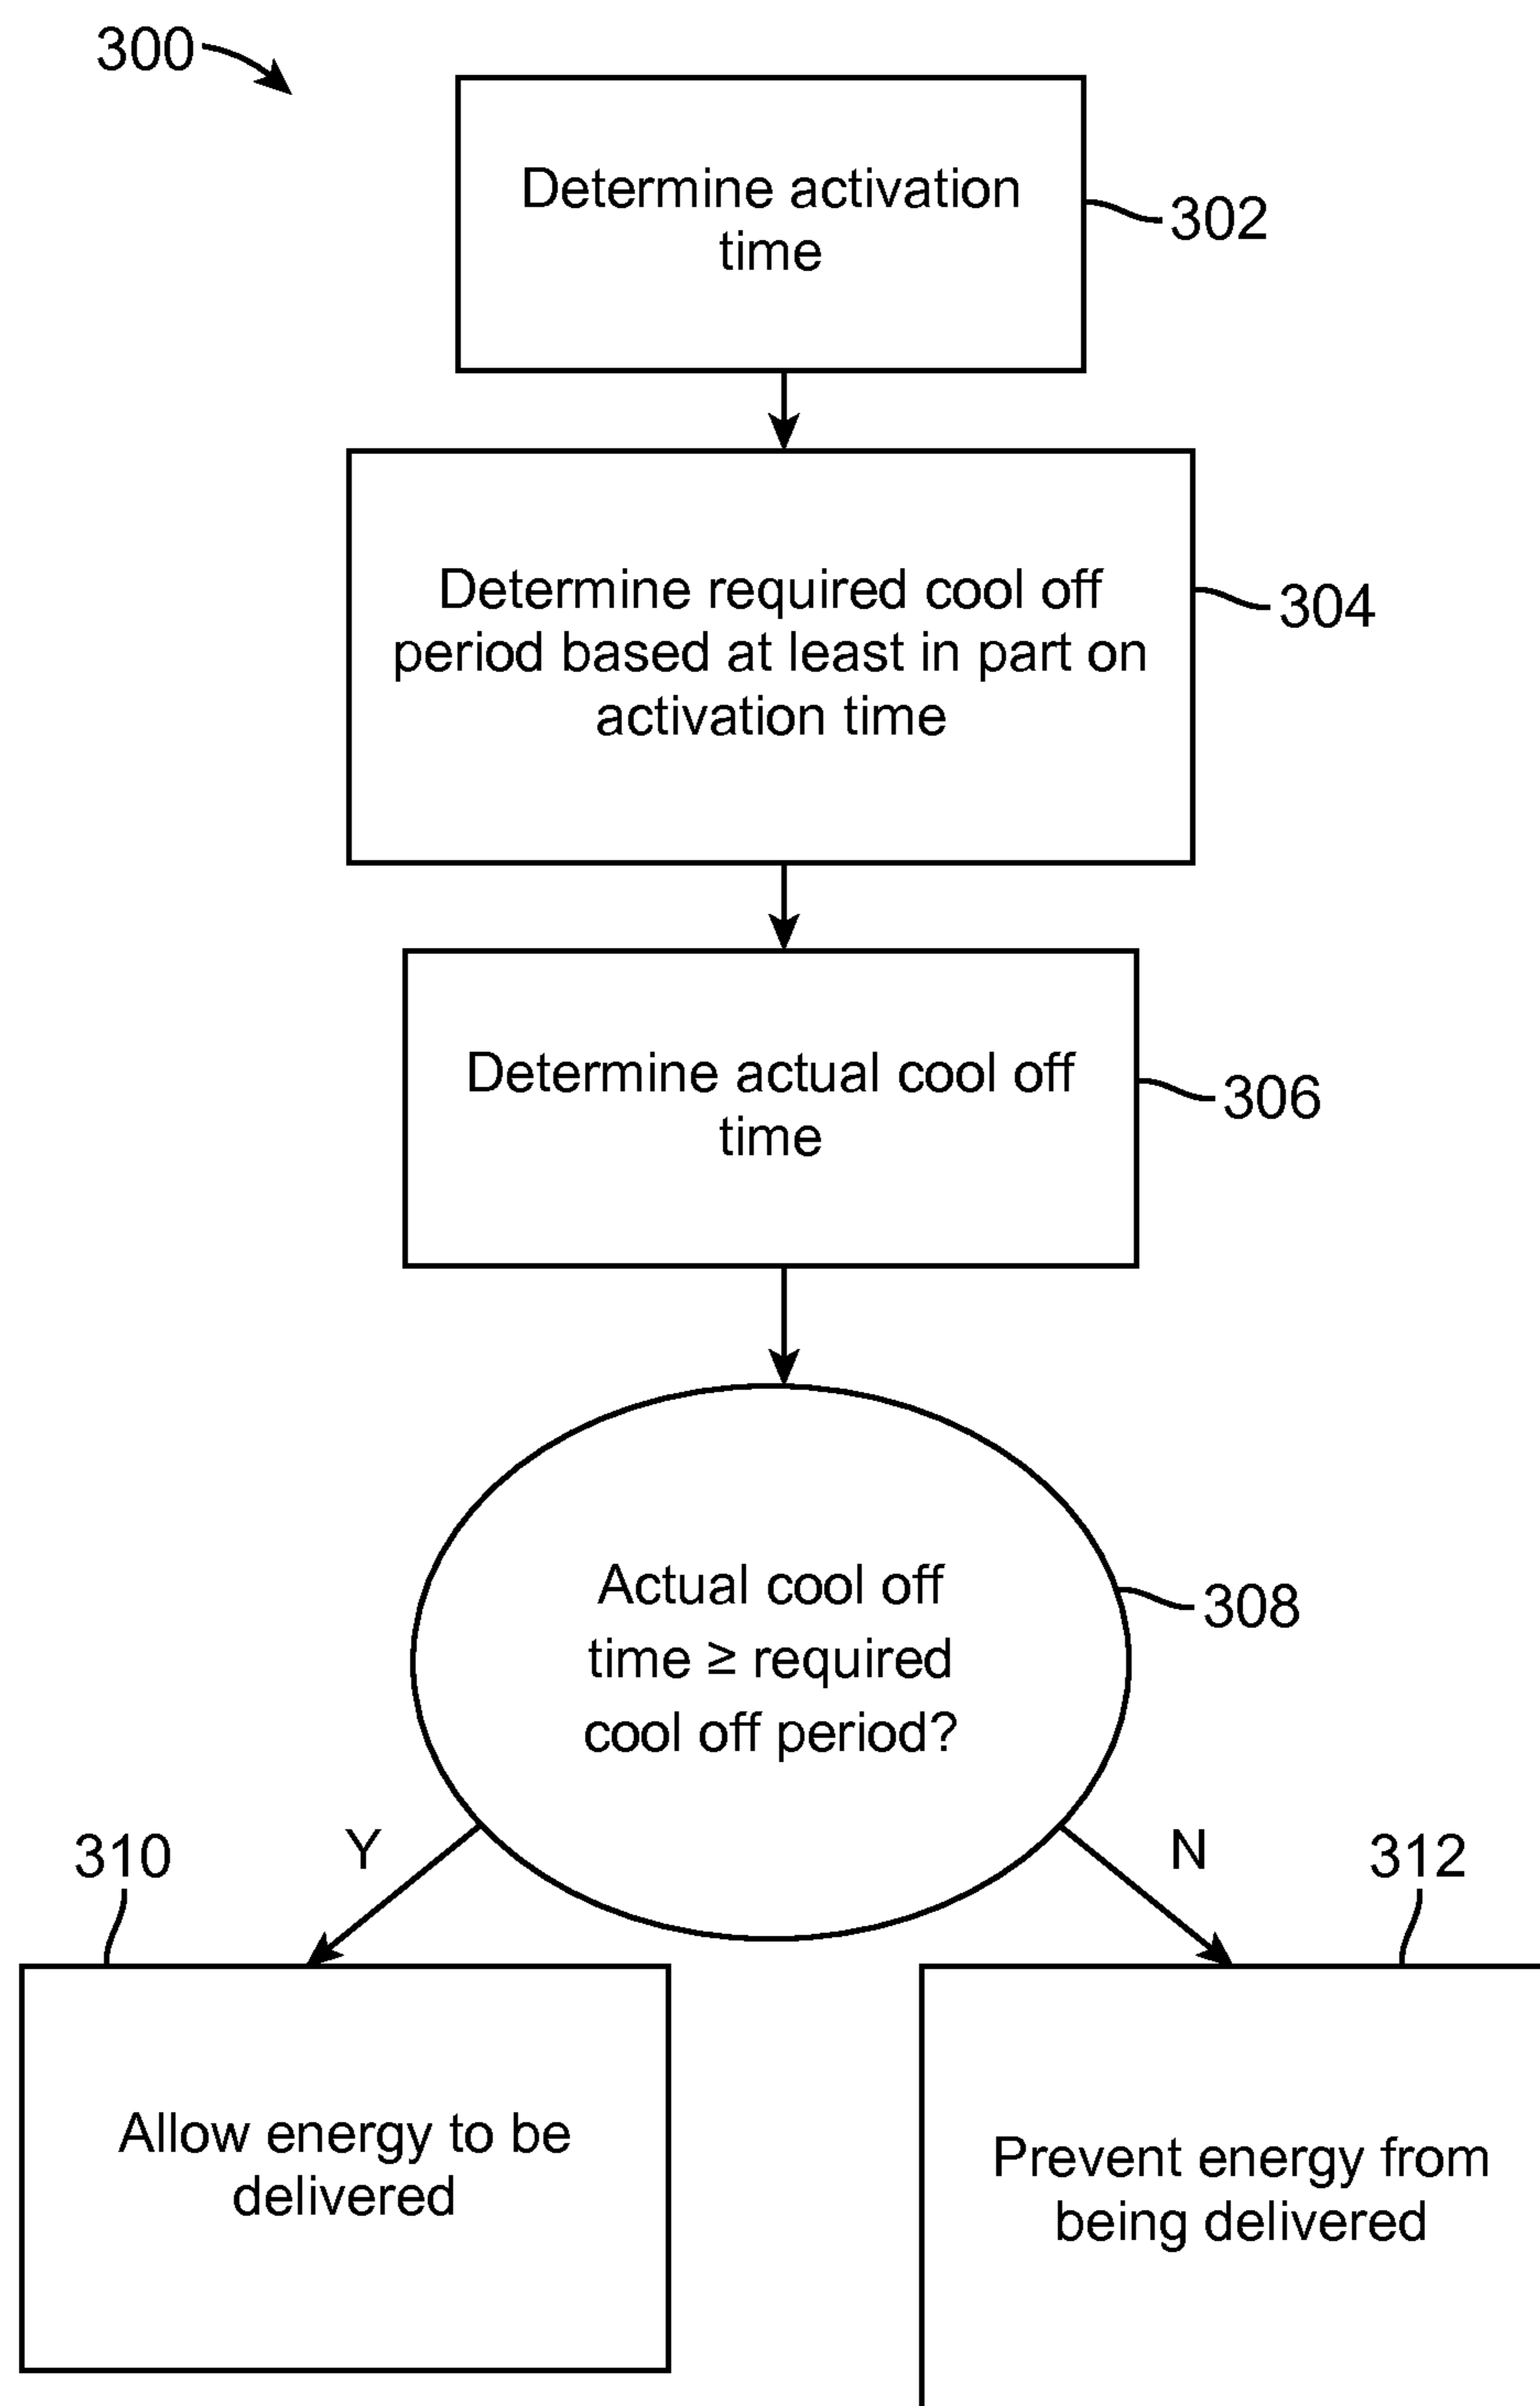 300
Determine activation
time
302
Determine required cool off
period based at least in part on
activation time
304
Determine actual cool off
time
306
Actual cool off
time ≥ required
cool off period?
308
Y
N
310
312
Allow energy to be
delivered
Prevent energy from
being delivered